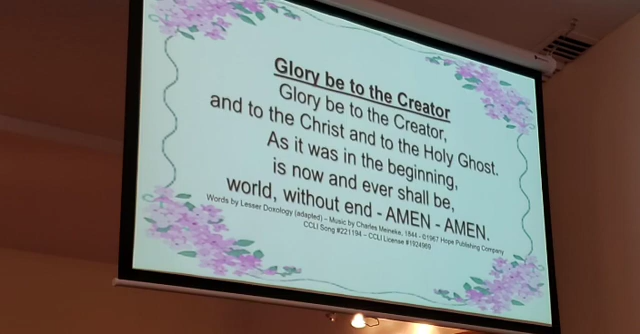 Glory be to the Creator
Glory be to the Creator,
and to the Christ and to the Holy Ghost.
As it was in the beginning,
is now and ever shall be,
world, without end - AMEN - AMEN.
Words by Lesser Doxology (adapted) – Music by Charles Meineke, 1844 - ©1967 Hope Publishing Company
CCLI Song #221194 – CCLI License #1924969